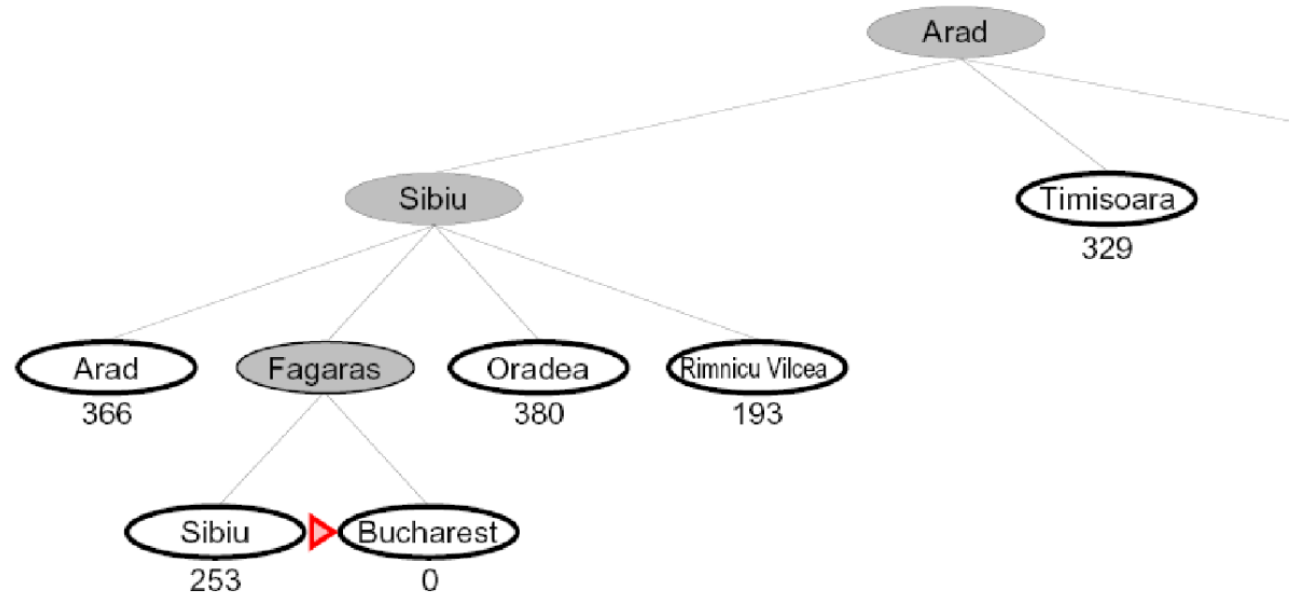 Arad
Sibiu
Timisoara
329
Arad
Fagaras
Oradea
Rimnicu Vilcea
366
380
193
Sibiu
Bucharest
253
0